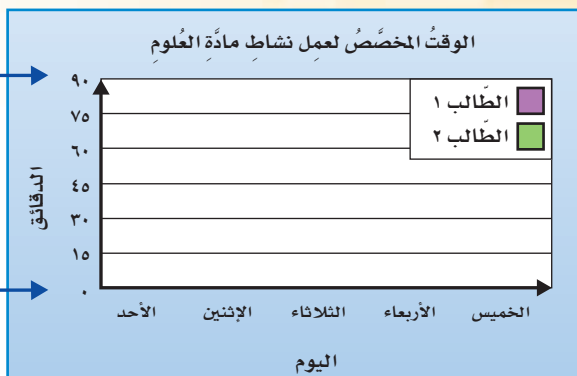 الوقتُ المخصَّصُ لعملِ نشاطِ مادَّةِ العُلومِ
الطّالب ١
الطّالب ٢
الدقائق
٩٠
٧٥
٦٠
٤٥
٣٠
١٥
٠
الأحد الإثنين الثلاثاء الأربعاء الخميس
اليوم